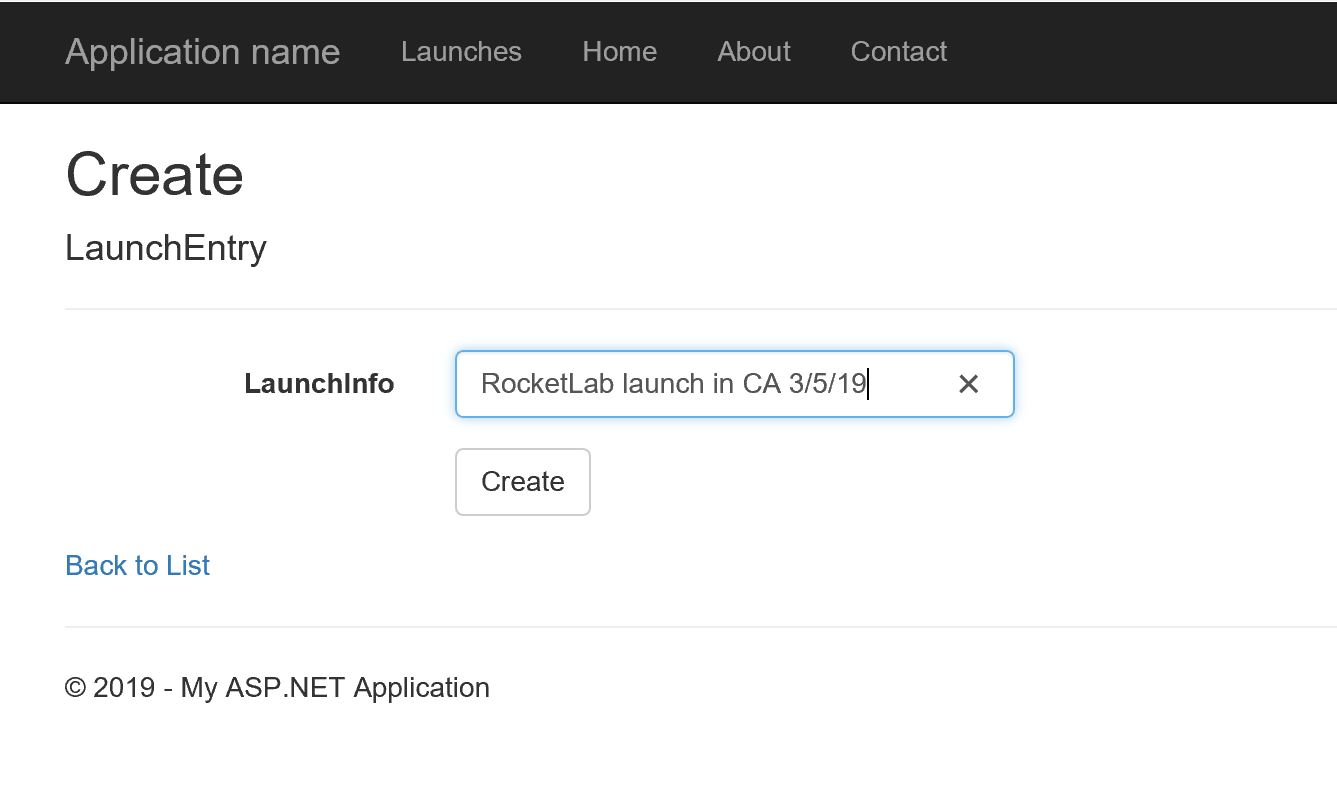 Application name Launches Home About Contact
Create
LaunchEntry
LaunchInfo RocketLab launch in CA 3/5/19
Create
Back to List
© 2019 - My ASP.NET Application